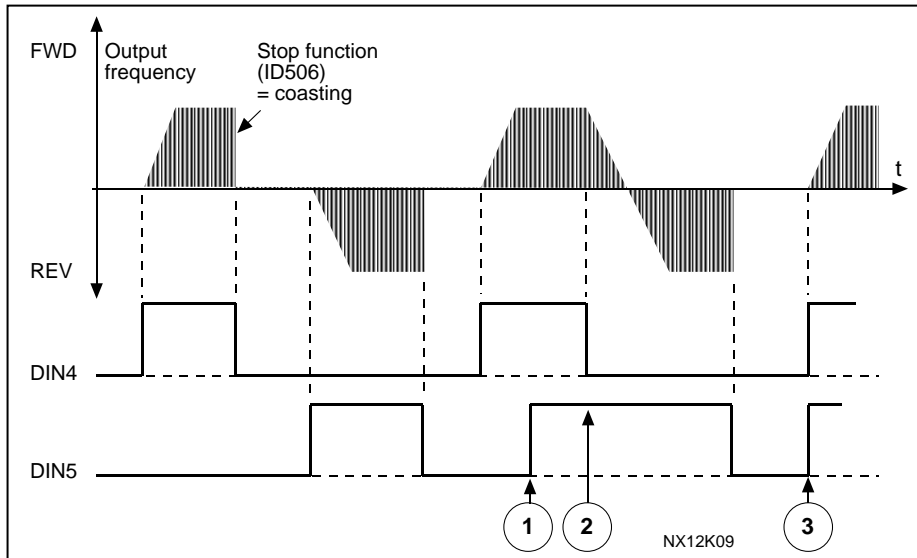 FWD
Output
frequency
Stop function
(ID506)
= coasting
t
REV
DIN4
DIN5
1
2
3
NX12K09